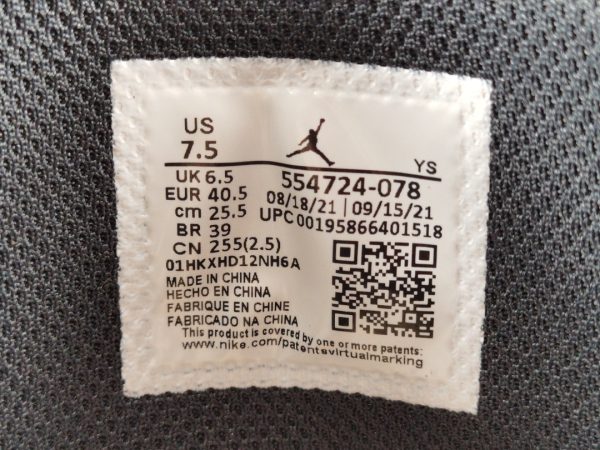 US
7.5
YS
UK 6.5
EUR 40.5
cm 25.5
BR 39
CN 255(2.5)
554724-078
08/18/21 | 09/15/21
UPC 00195866401518
01HKXHD12NH6A
MADE IN CHINA
HECHO EN CHINA
FABRIQUE EN CHINE
FABRICADO NA CHINA
This product is covered by one or more patents:
www.nike.com/patentsvirtualmarking